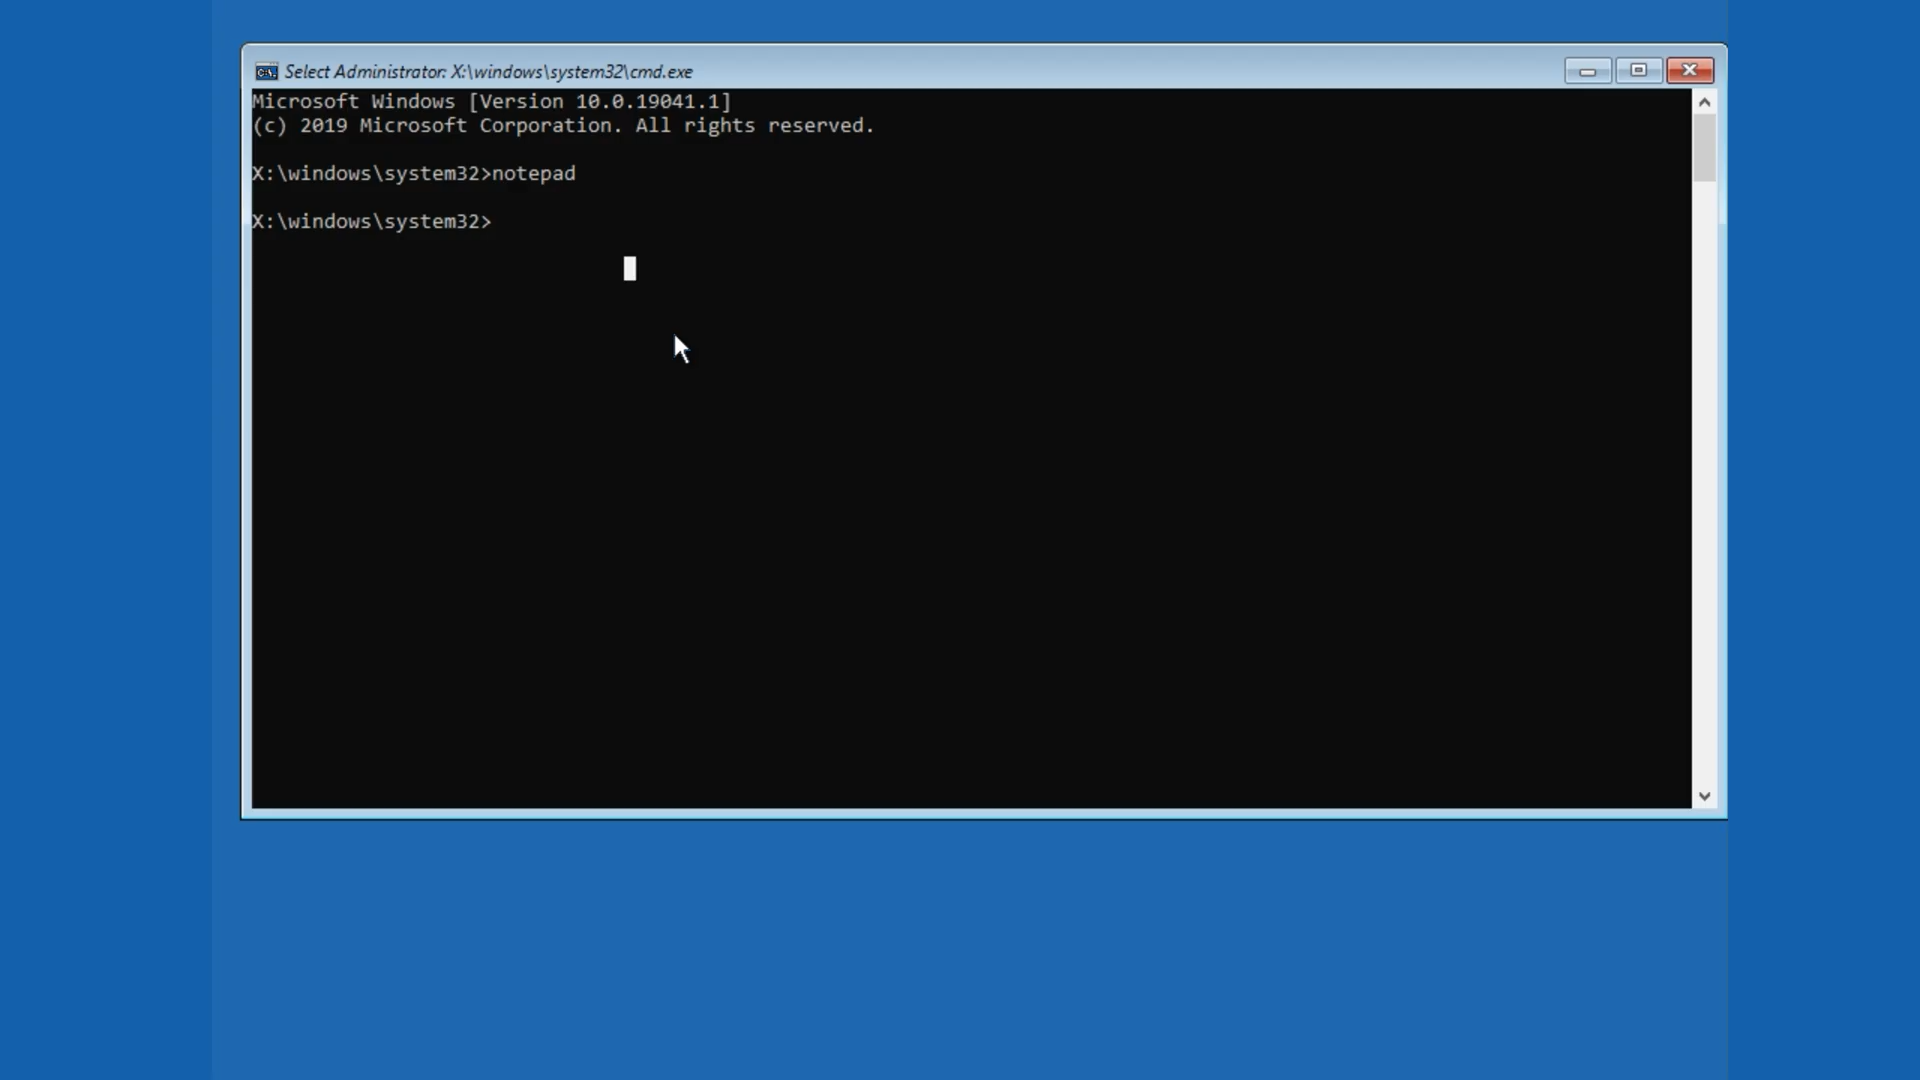 Select Administrator: X:\windows\system32\cmd.exe
Microsoft Windows [Version 10.0.19041.1]
(c) 2019 Microsoft Corporation. All rights reserved.
X:\windows\system32>notepad
X:\windows\system32>